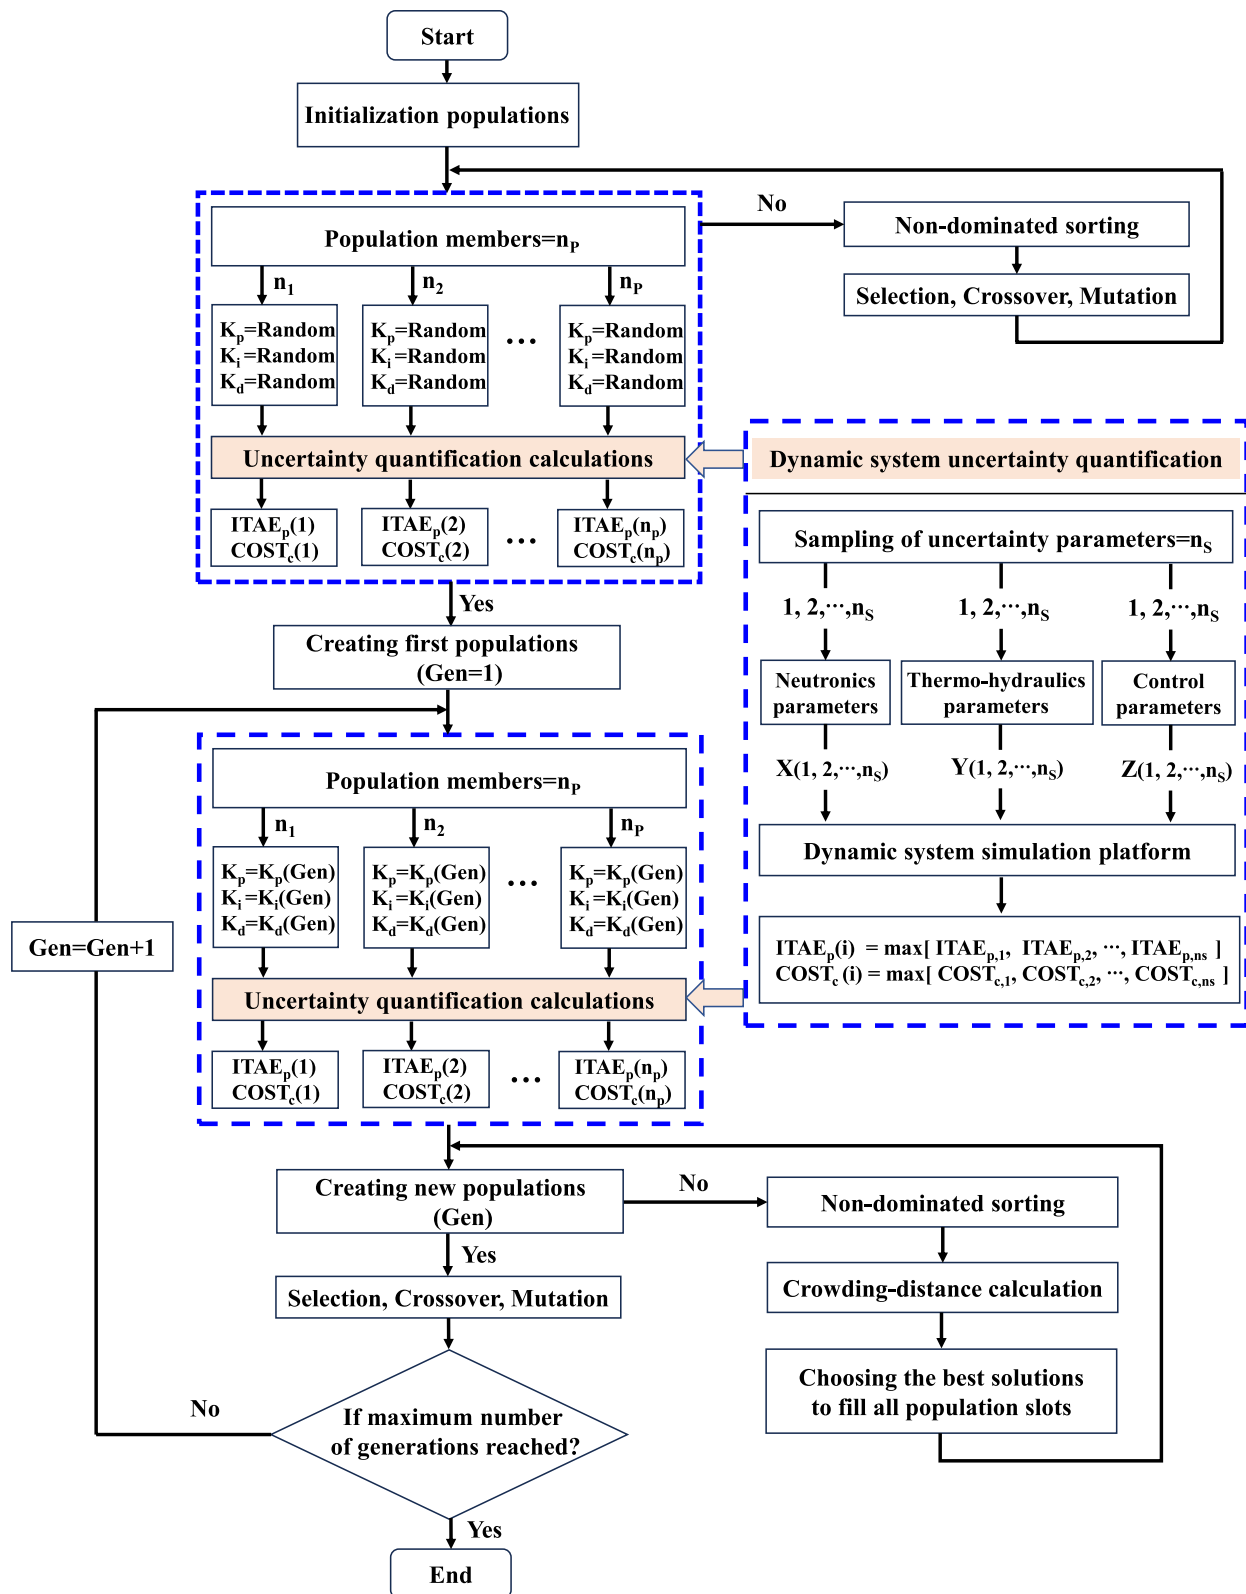 Start
Initialization populations
Population members=nP
No
Non-dominated sorting
Selection, Crossover, Mutation
n1
n2
nP
Kp=Random
Ki=Random
Kd=Random
Kp=Random
Ki=Random
Kd=Random
...
Kp=Random
Ki=Random
Kd=Random
Uncertainty quantification calculations
ITAEp(1)
COSTc(1)
ITAEp(2)
COSTc(2)
...
ITAEp(np)
COSTc(np)
Yes
Creating first populations
(Gen=1)
Dynamic system uncertainty quantification
Sampling of uncertainty parameters=nS
1, 2,···,nS
1, 2,···,nS
1, 2,···,nS
Neutronics
parameters
Thermo-hydraulics
parameters
Control
parameters
X(1, 2,···,nS)
Y(1, 2,···,nS)
Z(1, 2,···,nS)
Dynamic system simulation platform
ITAEp(i) = max[ ITAEp,1, ITAEp,2, ···, ITAEp,ns ]
COSTc (i) = max[ COSTc,1, COSTc,2, ···, COSTc,ns ]
Population members=nP
n1
n2
nP
Kp=Kp(Gen)
Ki=Ki(Gen)
Kd=Kd(Gen)
Kp=Kp(Gen)
Ki=Ki(Gen)
Kd=Kd(Gen)
...
Kp=Kp(Gen)
Ki=Ki(Gen)
Kd=Kd(Gen)
Gen=Gen+1
Uncertainty quantification calculations
ITAEp(1)
COSTc(1)
ITAEp(2)
COSTc(2)
...
ITAEp(np)
COSTc(np)
Creating new populations
(Gen)
No
Non-dominated sorting
Crowding-distance calculation
Choosing the best solutions
to fill all population slots
Yes
Selection, Crossover, Mutation
If maximum number
of generations reached?
No
Yes
End